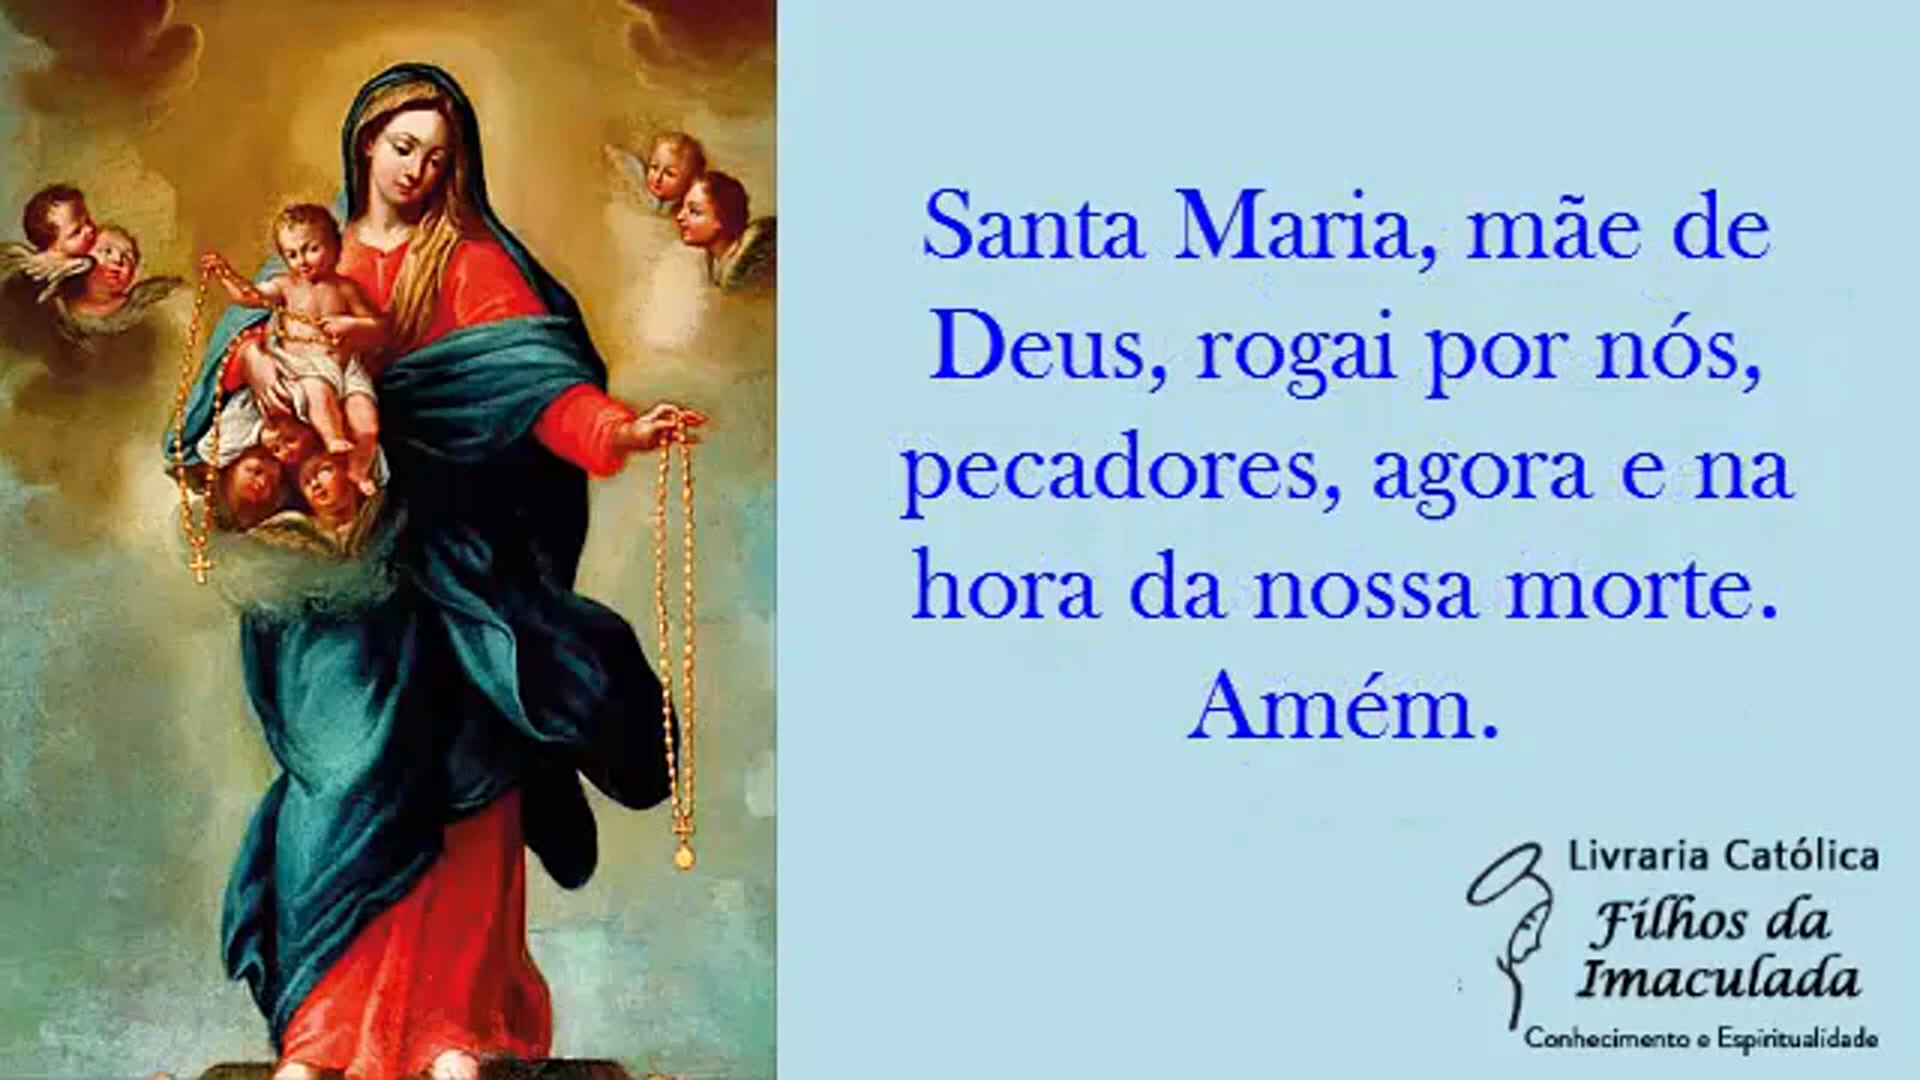 Santa Maria, mãe de
Deus, rogai por nós,
pecadores, agora e na
hora da nossa morte.
Amém.
Livraria Católica
Filhos da
Imaculada
Conhecimento e Espiritualidade